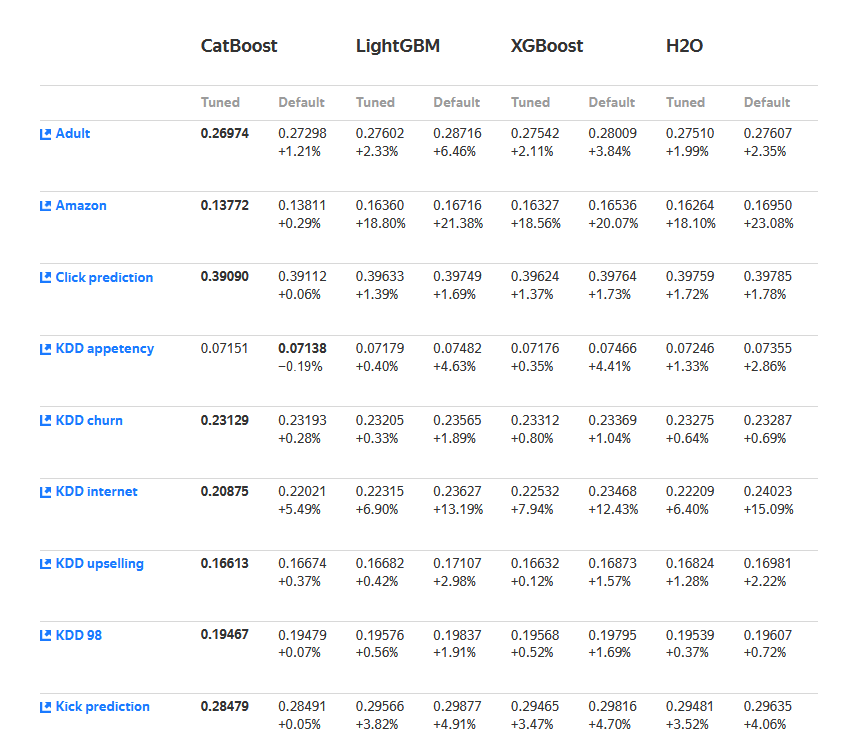 CatBoost LightGBM XGBoost H2O
Tuned Default Tuned Default Tuned Default Tuned Default
Adult 0.26974 0.27298 0.27602 0.28716 0.27542 0.28009 0.27510 0.27607
+1.21% +2.33% +6.46% +2.11% +3.84% +1.99% +2.35%
Amazon 0.13772 0.13811 0.16360 0.16716 0.16327 0.16536 0.16264 0.16950
+0.29% +18.80% +21.38% +18.56% +20.07% +18.10% +23.08%
Click prediction 0.39090 0.39112 0.39633 0.39749 0.39624 0.39764 0.39759 0.39785
+0.06% +1.39% +1.69% +1.37% +1.73% +1.72% +1.78%
KDD appetency 0.07151 0.07138 0.07179 0.07482 0.07176 0.07466 0.07246 0.07355
−0.19% +0.40% +4.63% +0.35% +4.41% +1.33% +2.86%
KDD churn 0.23129 0.23193 0.23205 0.23565 0.23312 0.23369 0.23275 0.23287
+0.28% +0.33% +1.89% +0.80% +1.04% +0.64% +0.69%
KDD internet 0.20875 0.22021 0.22315 0.23627 0.22532 0.23468 0.22209 0.24023
+5.49% +6.90% +13.19% +7.94% +12.43% +6.40% +15.09%
KDD upselling 0.16613 0.16674 0.16682 0.17107 0.16632 0.16873 0.16824 0.16981
+0.37% +0.42% +2.98% +0.12% +1.57% +1.28% +2.22%
KDD 98 0.19467 0.19479 0.19576 0.19837 0.19568 0.19795 0.19539 0.19607
+0.07% +0.56% +1.91% +0.52% +1.69% +0.37% +0.72%
Kick prediction 0.28479 0.28491 0.29566 0.29877 0.29465 0.29816 0.29481 0.29635
+0.05% +3.82% +4.91% +3.47% +4.70% +3.52% +4.06%